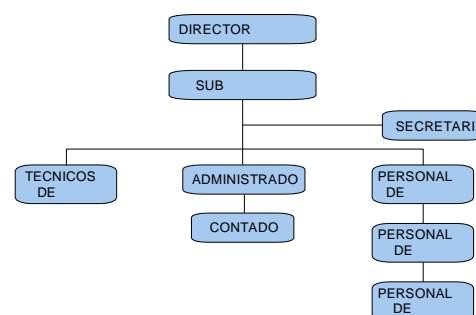 DIRECTOR
SUB
SECRETARI
TECNICOS
DE
ADMINISTRADO
PERSONAL
DE
CONTADO
PERSONAL
DE
PERSONAL
DE